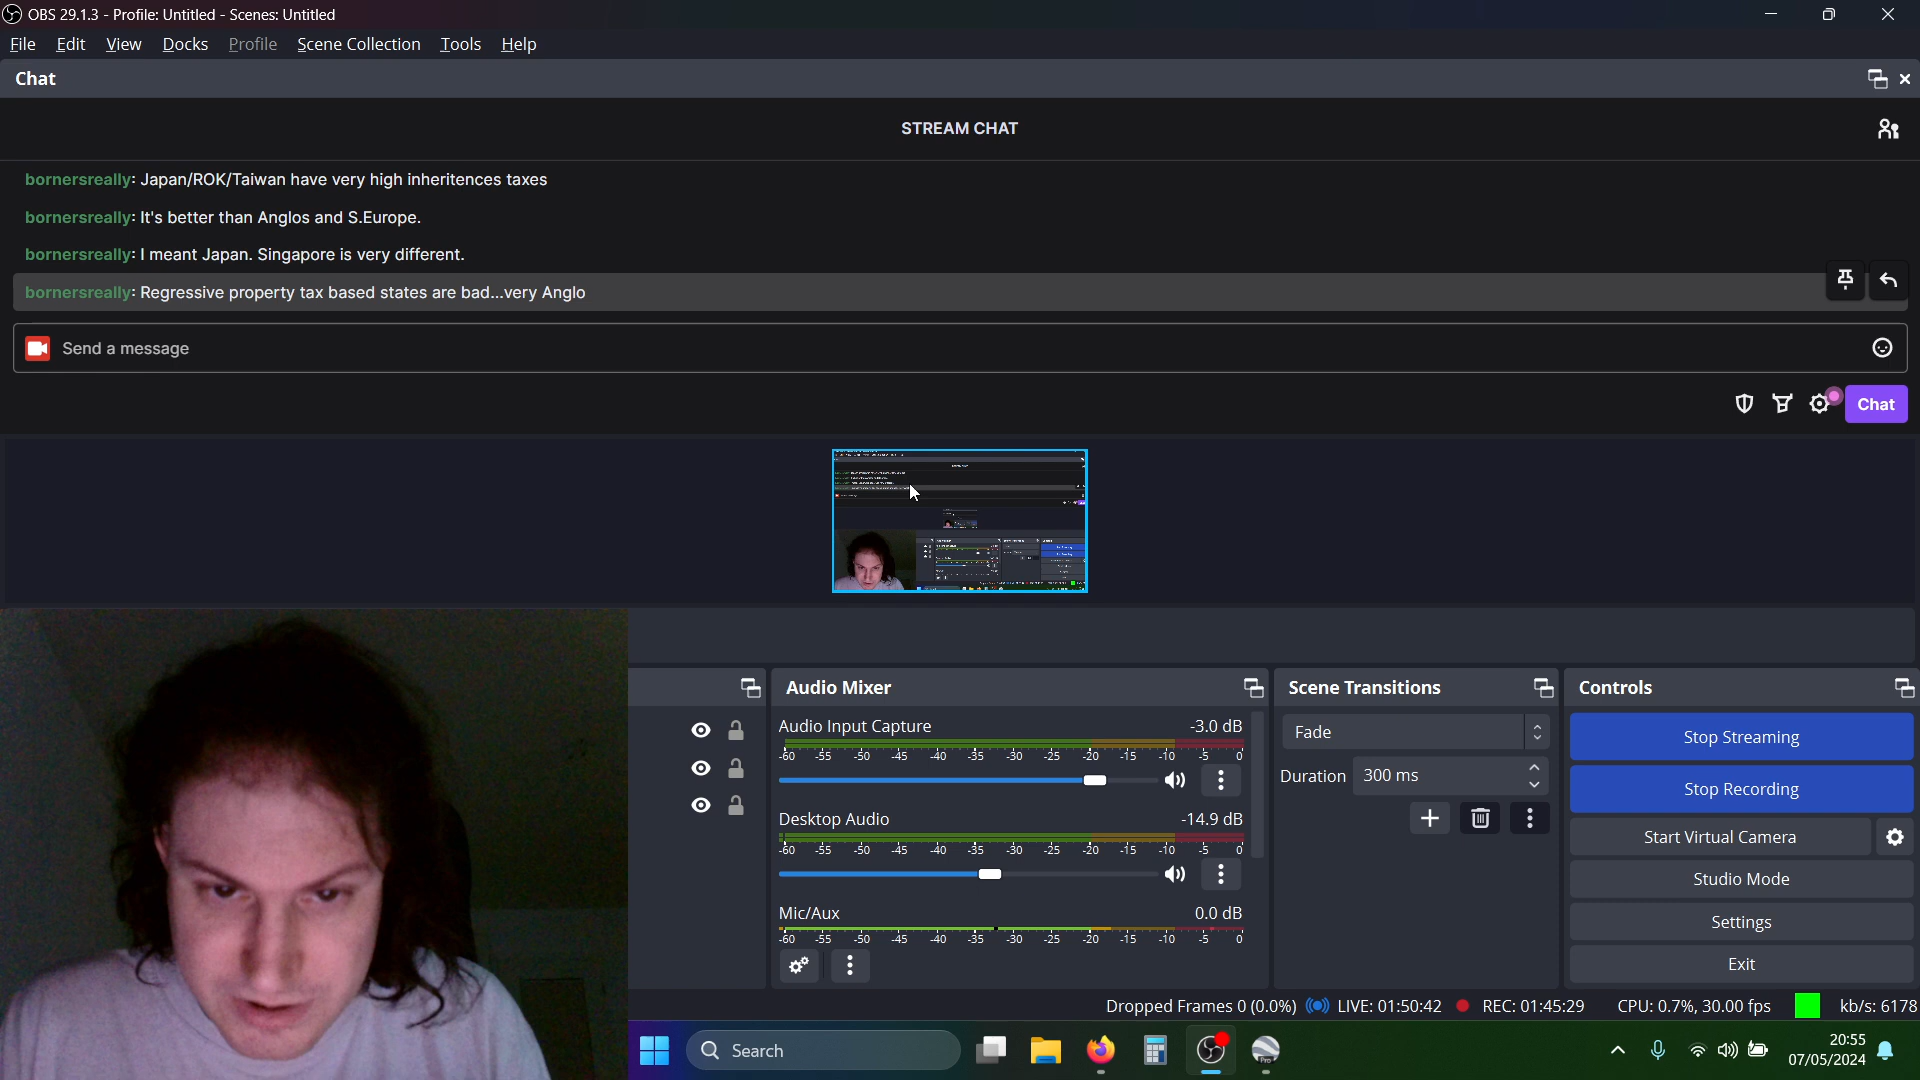 OBS 29.1.3 - Profile: Untitled - Scenes: Untitled
File Edit View Docks Profile Scene Collection Tools Help
Chat
STREAM CHAT
bornersreally: Japan/ROK/Taiwan have very high inheritences taxes
bornersreally: It's better than Anglos and S.Europe.
bornersreally: I meant Japan. Singapore is very different.
bornersreally: Regressive property tax based states are bad...very Anglo
Send a message
Chat
Audio Mixer
Audio Input Capture -3.0 dB
-60 -55 -50 -45 -40 -35 -30 -25 -20 -15 -10 -5 0
Desktop Audio -14.9 dB
-60 -55 -50 -45 -40 -35 -30 -25 -20 -15 -10 -5 0
Mic/Aux 0.0 dB
-60 -55 -50 -45 -40 -35 -30 -25 -20 -15 -10 -5 0
Scene Transitions
Fade
Duration 300 ms
Controls
Stop Streaming
Stop Recording
Start Virtual Camera
Studio Mode
Settings
Exit
Dropped Frames 0 (0.0%) LIVE: 01:50:42 REC: 01:45:29 CPU: 0.7%, 30.00 fps kb/s: 6178
Search
Pro
20:55
07/05/2024